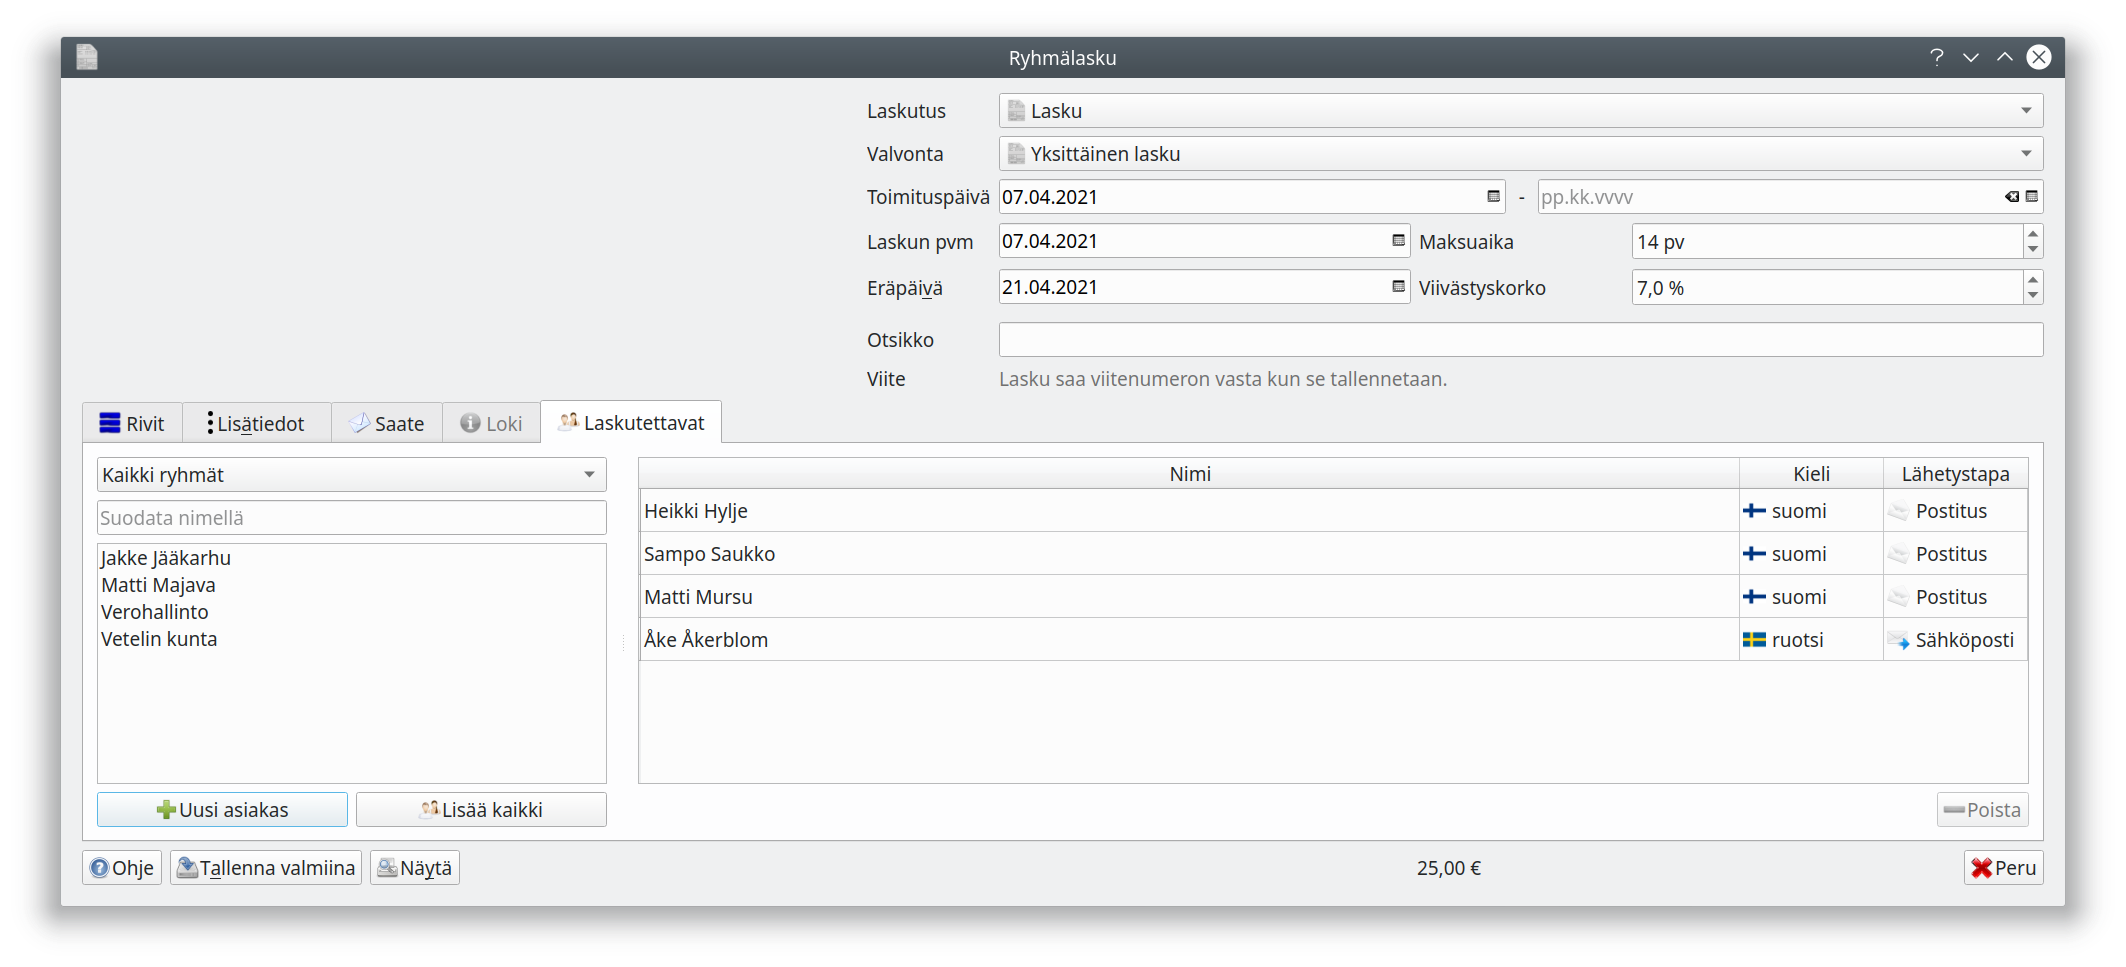 Ryhmälasku
Laskutus Lasku
Valvonta Yksittäinen lasku
Toimituspäivä 07.04.2021 - pp.kk.vvvv
Laskun pvm 07.04.2021 Maksuaika 14 pv
Eräpäivä 21.04.2021 Viivästyskorko 7,0 %
Otsikko
Viite Lasku saa viitenumeron vasta kun se tallennetaan.
Rivit Lisätiedot Saate Loki Laskutettavat
Kaikki ryhmät
Suodata nimellä
Jakke Jääkarhu
Matti Majava
Verohallinto
Vetelin kunta
Uusi asiakas Lisää kaikki
Nimi Kieli Lähetystapa
Heikki Hylje suomi Postitus
Sampo Saukko suomi Postitus
Matti Mursu suomi Postitus
Åke Åkerblom ruotsi Sähköposti
Poista
Ohje Tallenna valmiina Näytä 25,00 € Peru